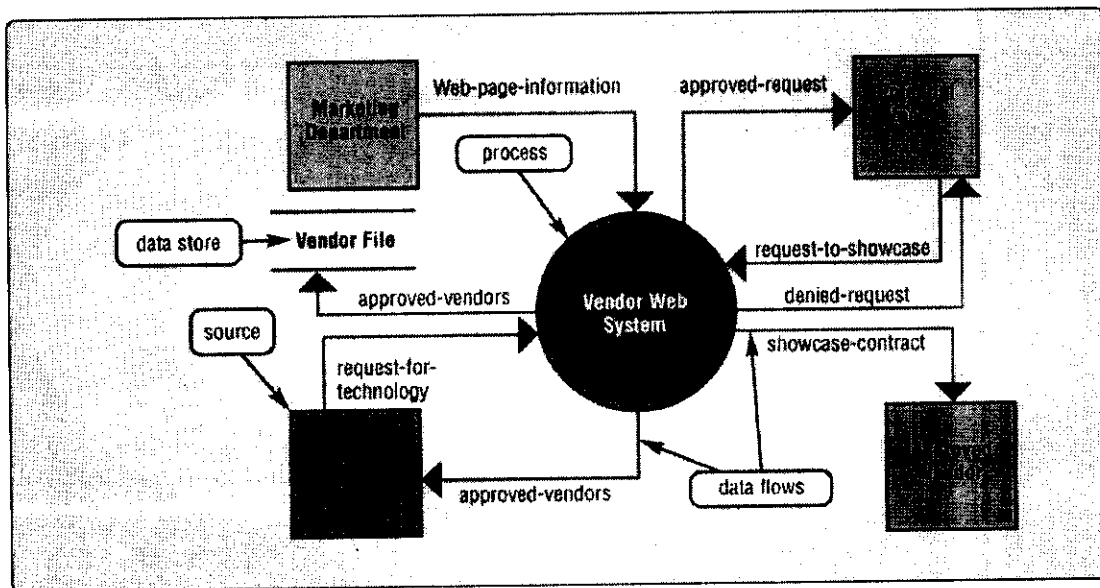 Web-page-information
approved-request
Marketing
Department
process
data store
Vendor File
request-to-showcase
approved-vendors
Vendor Web
System
denied-request
source
showcase-contract
request-for-
technology
approved-vendors
data flows